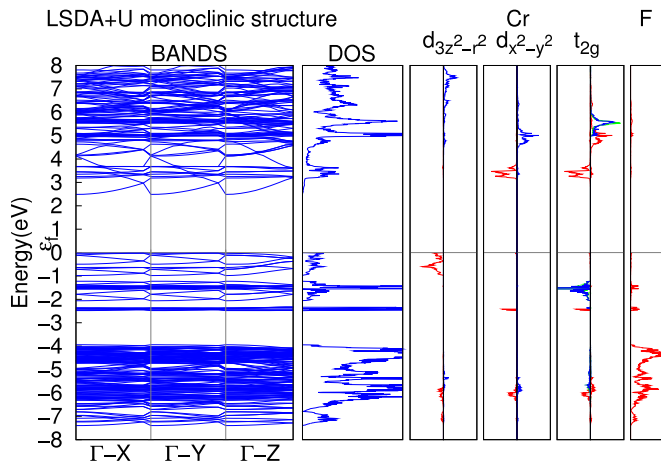 LSDA+U monoclinic structure
Cr
F
BANDS
DOS
d3z²−r²
dx²−y²
t2g
8
7
6
5
4
3
2
1
0
−1
−2
−3
−4
−5
−6
−7
−8
Energy(eV)
εf
Γ−X
Γ−Y
Γ−Z